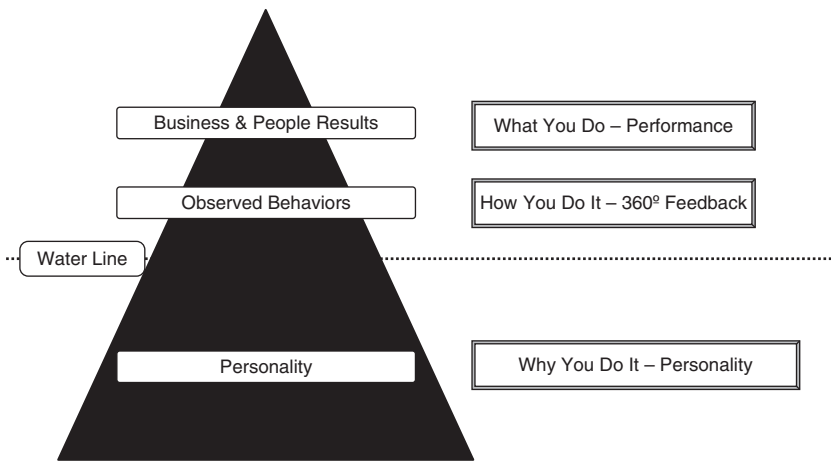 Business & People Results
What You Do – Performance
Observed Behaviors
How You Do It – 360º Feedback
Water Line
Personality
Why You Do It – Personality